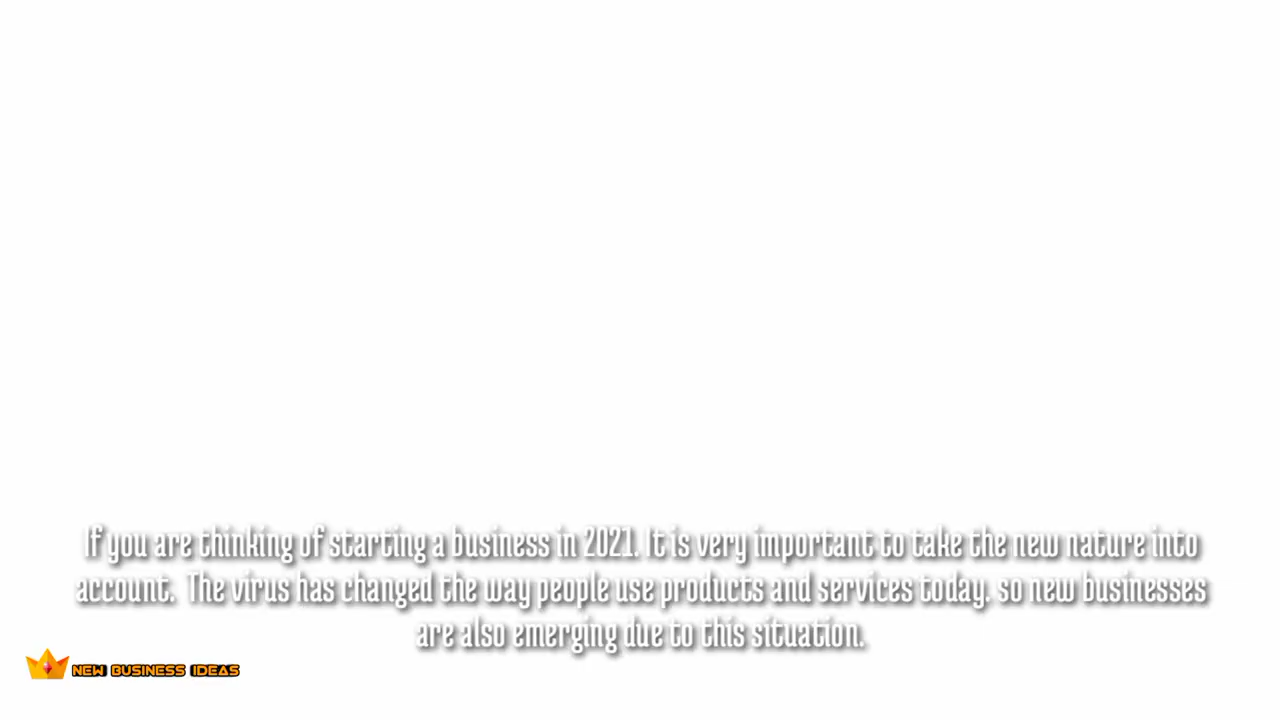 If you are thinking of starting a business in 2021. It is very important to take the new nature into
account. The virus has changed the way people use products and services today. so new businesses
are also emerging due to this situation.
NEW BUSINESS IDEAS